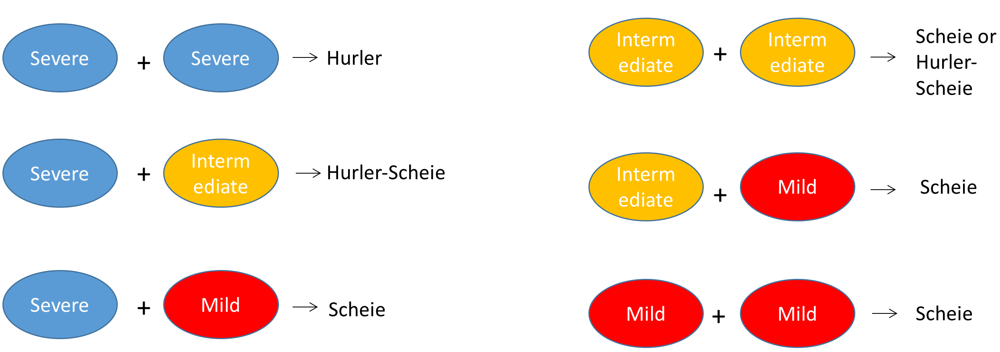 Severe + Severe → Hurler
Severe + Interm
ediate → Hurler-Scheie
Severe + Mild → Scheie
Interm
ediate + Interm
ediate → Scheie or
Hurler-
Scheie
Interm
ediate + Mild → Scheie
Mild + Mild → Scheie